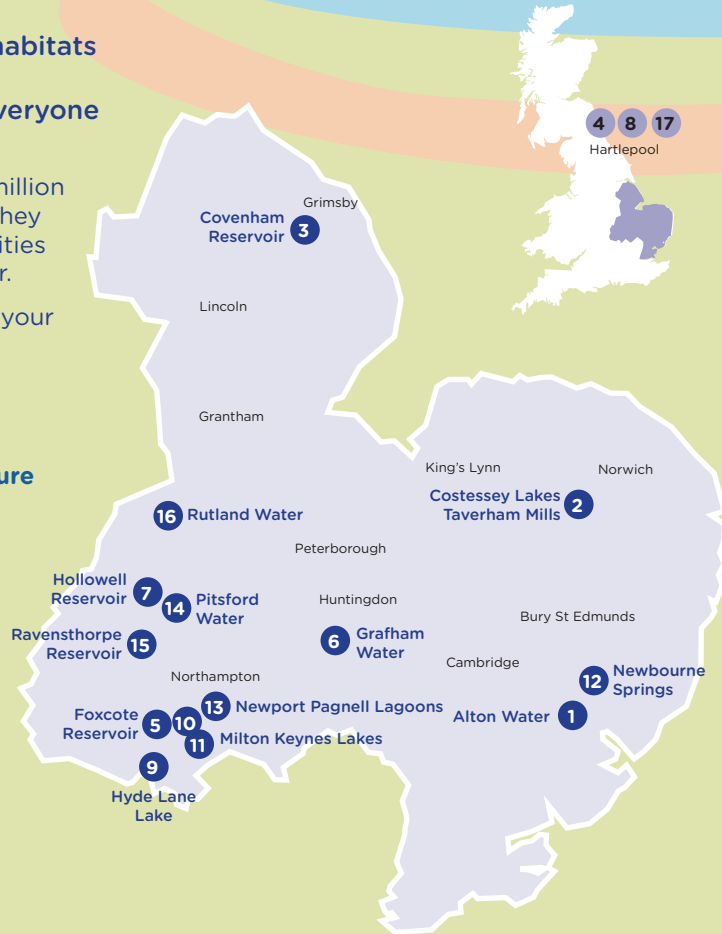 habitats
everyone
million
they
ities
r.
your
ure
4 8 17
Hartlepool
Grimsby
Covenham
Reservoir
3
Lincoln
Grantham
King's Lynn
Norwich
Costessey Lakes
Taverham Mills
2
16 Rutland Water
Peterborough
Hollowell
Reservoir
7
14
Pitsford
Water
Huntingdon
Bury St Edmunds
Ravensthorpe
Reservoir
15
6
Grafham
Water
Cambridge
Northampton
12
Newbourne
Springs
13 Newport Pagnell Lagoons
Alton Water 1
Foxcote
Reservoir
5
10
11 Milton Keynes Lakes
9
Hyde Lane
Lake